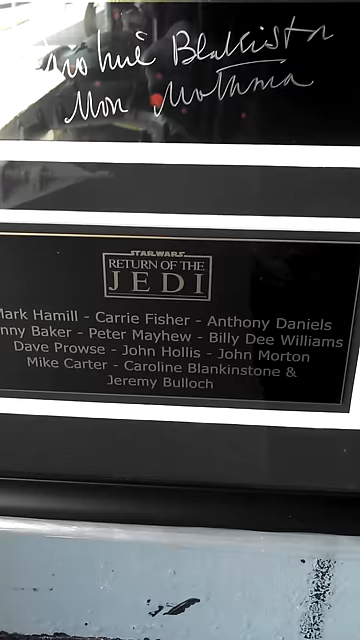 Caroline Blakiston
Mon Mothma
STAR WARS
RETURN OF THE
JEDI
Mark Hamill - Carrie Fisher - Anthony Daniels
nny Baker - Peter Mayhew - Billy Dee Williams
Dave Prowse - John Hollis - John Morton
Mike Carter - Caroline Blankinstone &
Jeremy Bulloch